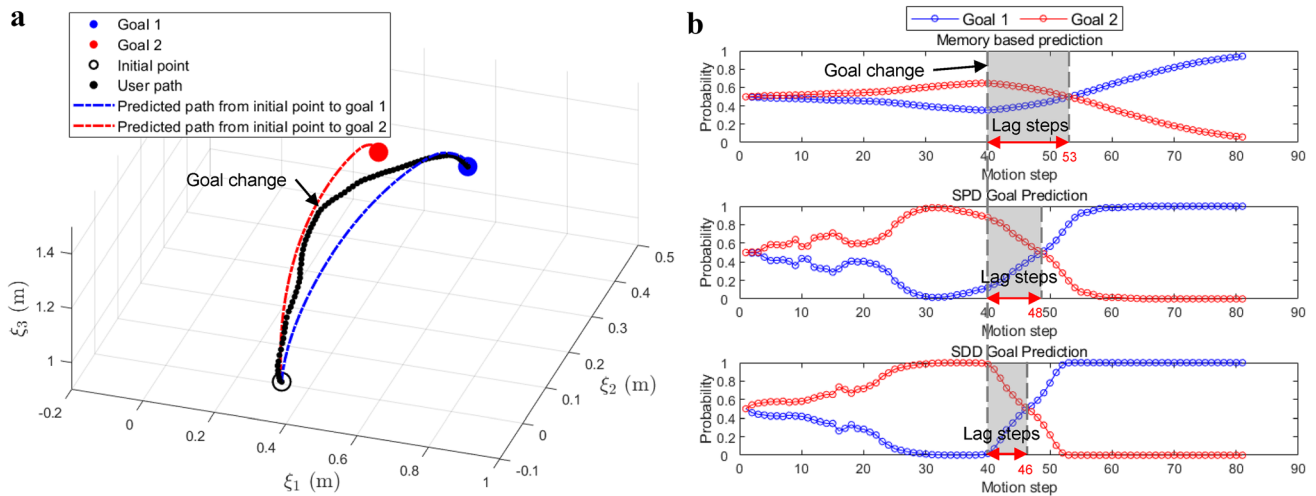 a
Goal 1
Goal 2
Initial point
User path
Predicted path from initial point to goal 1
Predicted path from initial point to goal 2
Goal change
1.4
1.2
1
ξ3 (m)
-0.2
0
0.2
0.4
0.6
0.8
1
ξ1 (m)
-0.1
0
0.1
0.2
0.3
0.4
0.5
ξ2 (m)
b
Goal 1 Goal 2
Memory based prediction
Goal change
Lag steps
1
0.8
0.6
0.4
0.2
0
Probability
0 10 20 30 40 50 53 60 70 80 90
Motion step
SPD Goal Prediction
Lag steps
1
0.8
0.6
0.4
0.2
0
Probability
0 10 20 30 40 48 50 60 70 80 90
Motion step
SDD Goal Prediction
Lag steps
1
0.8
0.6
0.4
0.2
0
Probability
0 10 20 30 40 46 50 60 70 80 90
Motion step